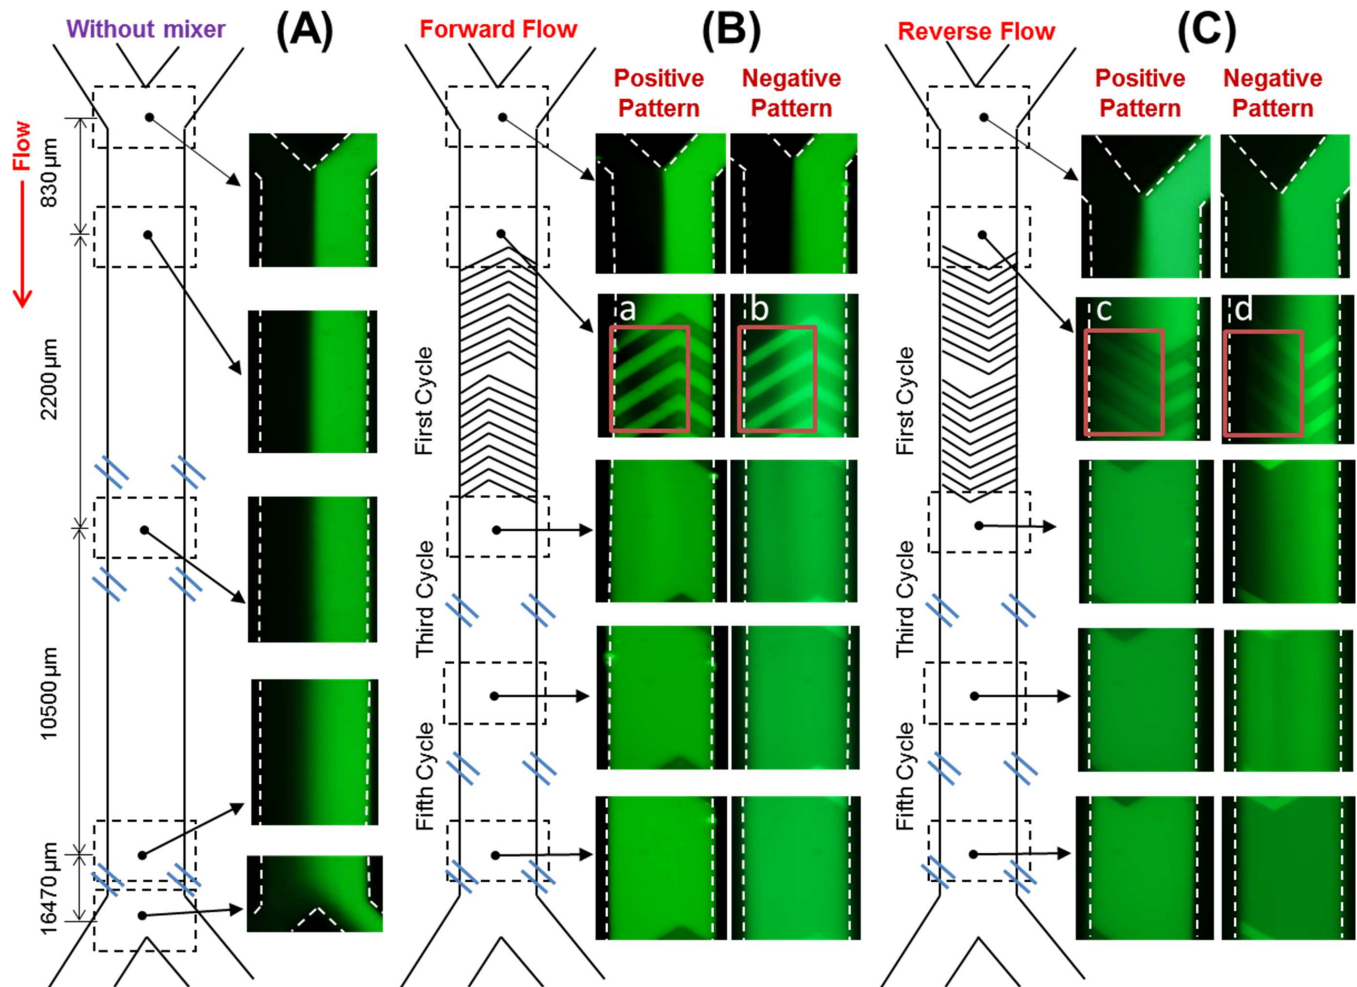 Without mixer
(A)
Flow
830 µm
2200 µm
10500 µm
16470 µm
Forward Flow
(B)
Positive
Pattern
Negative
Pattern
a
b
First Cycle
Third Cycle
Fifth Cycle
Reverse Flow
(C)
Positive
Pattern
Negative
Pattern
c
d
First Cycle
Third Cycle
Fifth Cycle